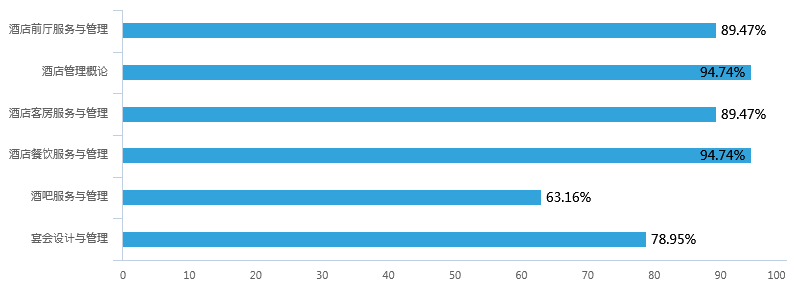 酒店前厅服务与管理 89.47%
酒店管理概论 94.74%
酒店客房服务与管理 89.47%
酒店餐饮服务与管理 94.74%
酒吧服务与管理 63.16%
宴会设计与管理 78.95%
0 10 20 30 40 50 60 70 80 90 100